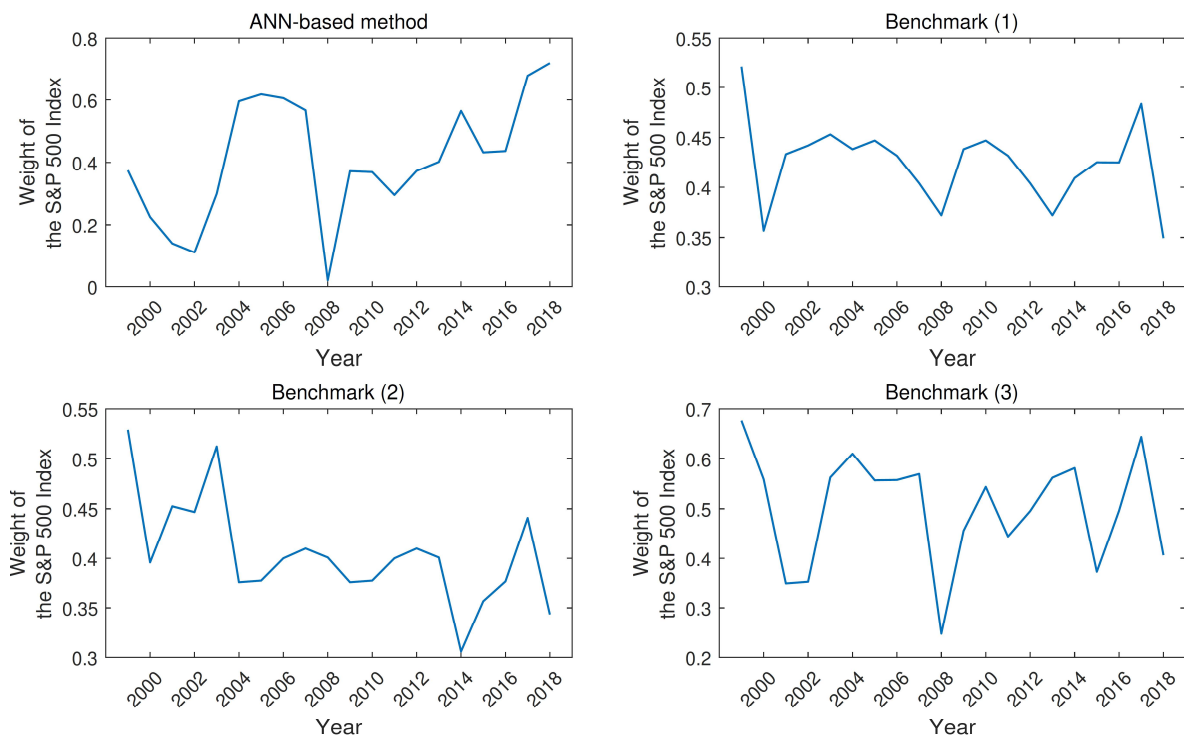 ANN-based method
0.8
0.6
0.4
0.2
0
Weight of
the S&P 500 Index
2000 2002 2004 2006 2008 2010 2012 2014 2016 2018
Year
Benchmark (1)
0.55
0.5
0.45
0.4
0.35
0.3
Weight of
the S&P 500 Index
2000 2002 2004 2006 2008 2010 2012 2014 2016 2018
Year
Benchmark (2)
0.55
0.5
0.45
0.4
0.35
0.3
Weight of
the S&P 500 Index
2000 2002 2004 2006 2008 2010 2012 2014 2016 2018
Year
Benchmark (3)
0.7
0.6
0.5
0.4
0.3
0.2
Weight of
the S&P 500 Index
2000 2002 2004 2006 2008 2010 2012 2014 2016 2018
Year